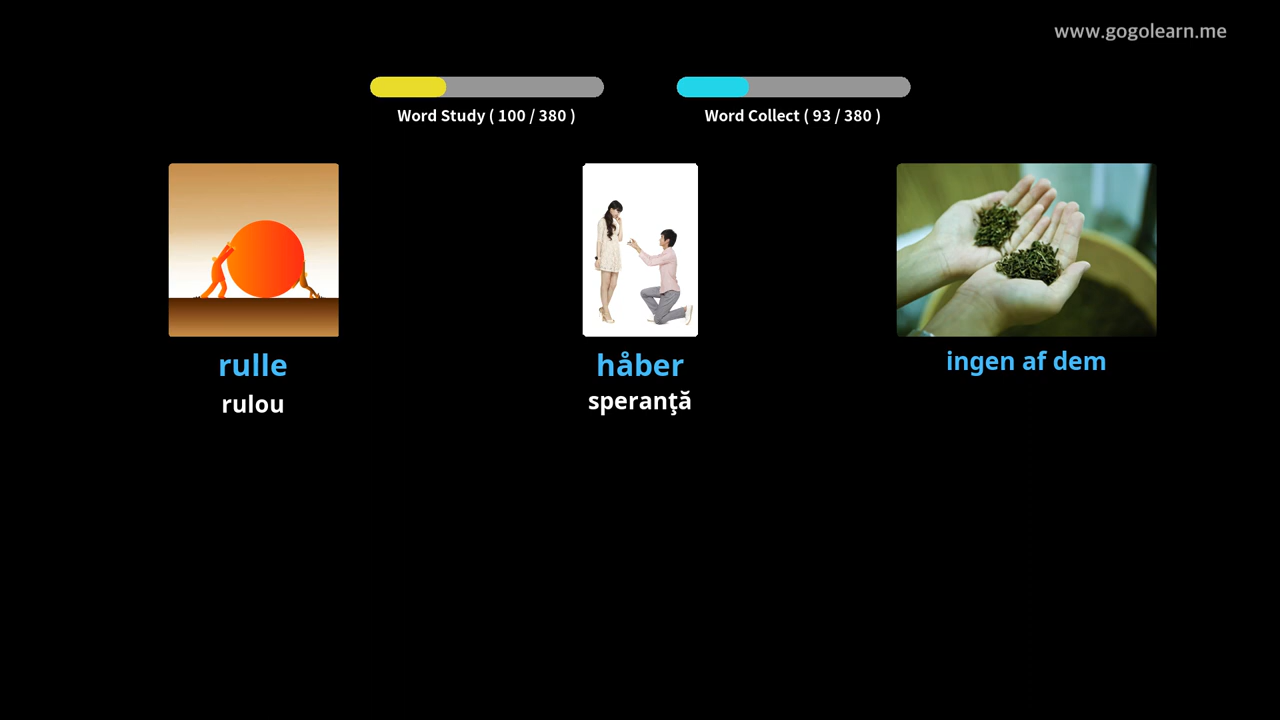 www.gogolearn.me
Word Study ( 100 / 380 )
Word Collect ( 93 / 380 )
rulle
rulou
håber
speranţă
ingen af dem